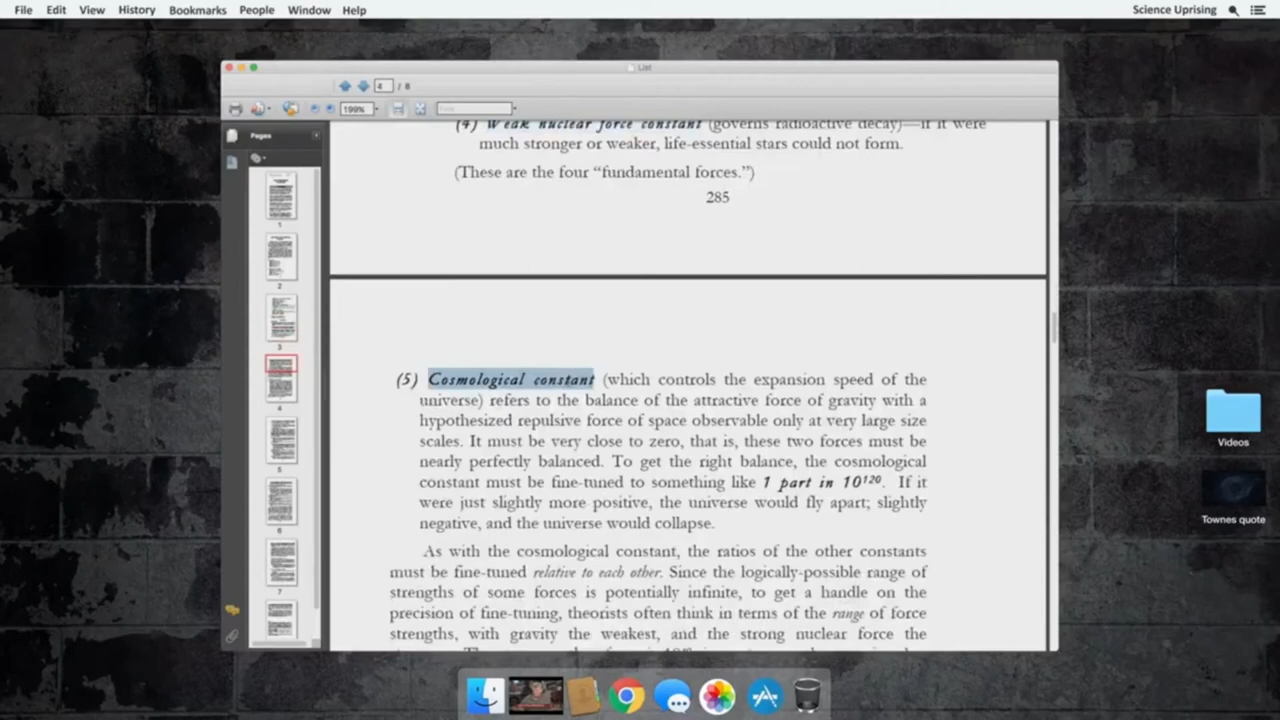 File Edit View History Bookmarks People Window Help Science Uprising
List
4 / 8
199%
Pages
(4) Weak nuclear force constant (governs radioactive decay)—if it were
much stronger or weaker, life-essential stars could not form.
(These are the four “fundamental forces.”)
285
(5) Cosmological constant (which controls the expansion speed of the
universe) refers to the balance of the attractive force of gravity with a
hypothesized repulsive force of space observable only at very large size
scales. It must be very close to zero, that is, these two forces must be
nearly perfectly balanced. To get the right balance, the cosmological
constant must be fine-tuned to something like 1 part in 10¹²⁰. If it
were just slightly more positive, the universe would fly apart; slightly
negative, and the universe would collapse.
As with the cosmological constant, the ratios of the other constants
must be fine-tuned relative to each other. Since the logically-possible range of
strengths of some forces is potentially infinite, to get a handle on the
precision of fine-tuning, theorists often think in terms of the range of force
strengths, with gravity the weakest, and the strong nuclear force the
1
2
3
4
5
6
7
Videos
Townes quote